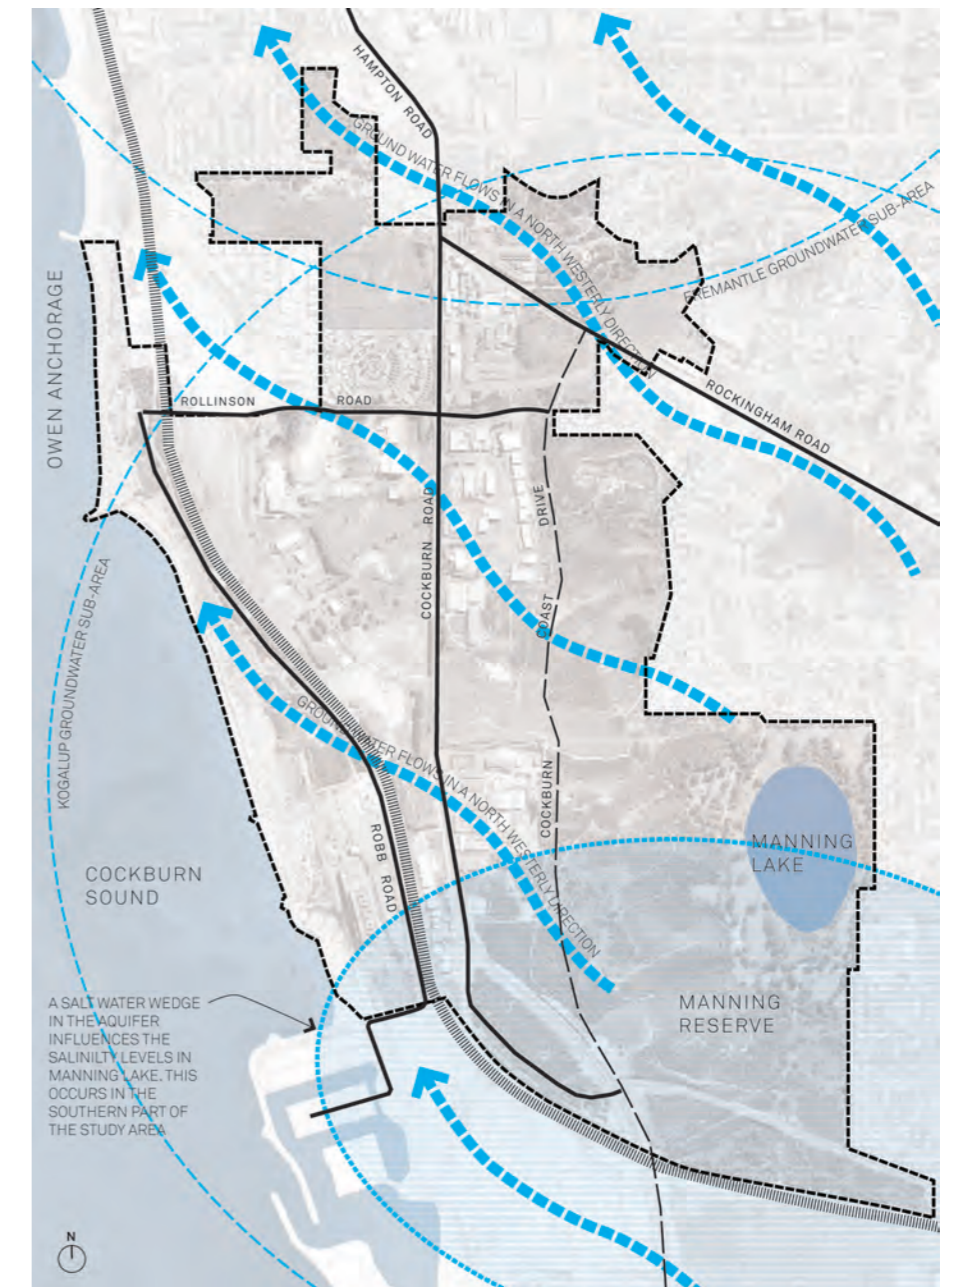 HAMPTON ROAD
GROUND WATER FLOWS IN A NORTH WESTERLY DIRECTION
FREMANTLE GROUNDWATER SUB-AREA
OWEN ANCHORAGE
ROLLINSON ROAD
ROCKINGHAM ROAD
COCKBURN ROAD
COCKBURN COAST DRIVE
KOGALUP GROUNDWATER SUB-AREA
GROUND WATER FLOWS IN A NORTH WESTERLY DIRECTION
ROBB ROAD
MANNING
LAKE
COCKBURN
SOUND
A SALT WATER WEDGE
IN THE AQUIFER
INFLUENCES THE
SALINILTY LEVELS IN
MANNING LAKE. THIS
OCCURS IN THE
SOUTHERN PART OF
THE STUDY AREA
MANNING
RESERVE
N